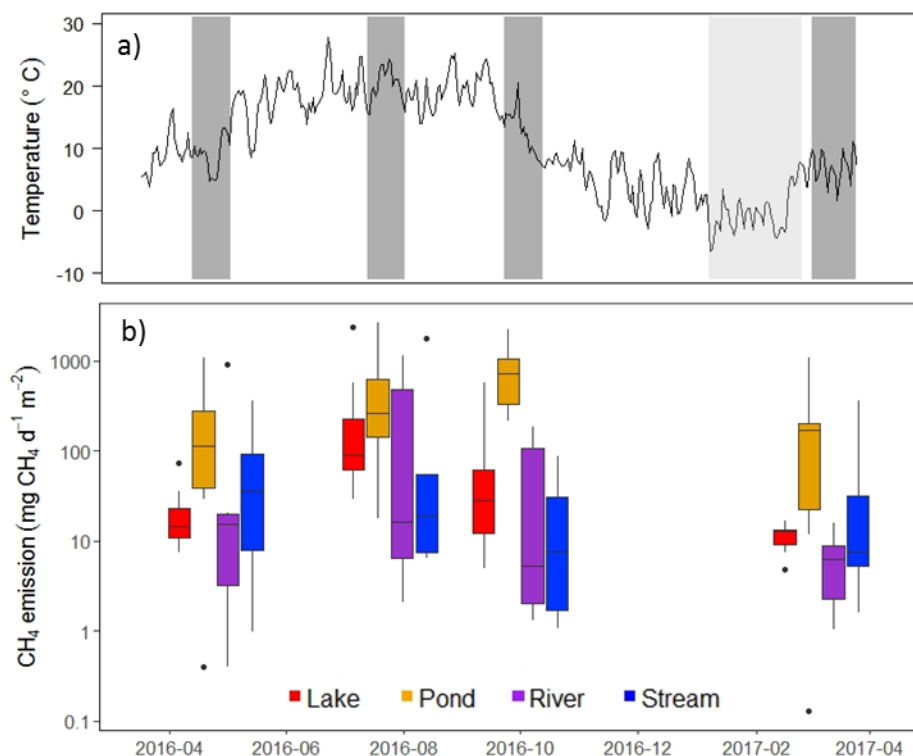 a)
Temperature (° C)
30
20
10
0
-10
b)
CH₄ emission (mg CH₄ d⁻¹ m⁻²)
1000
100
10
1
0.1
Lake Pond River Stream
2016-04 2016-06 2016-08 2016-10 2016-12 2017-02 2017-04